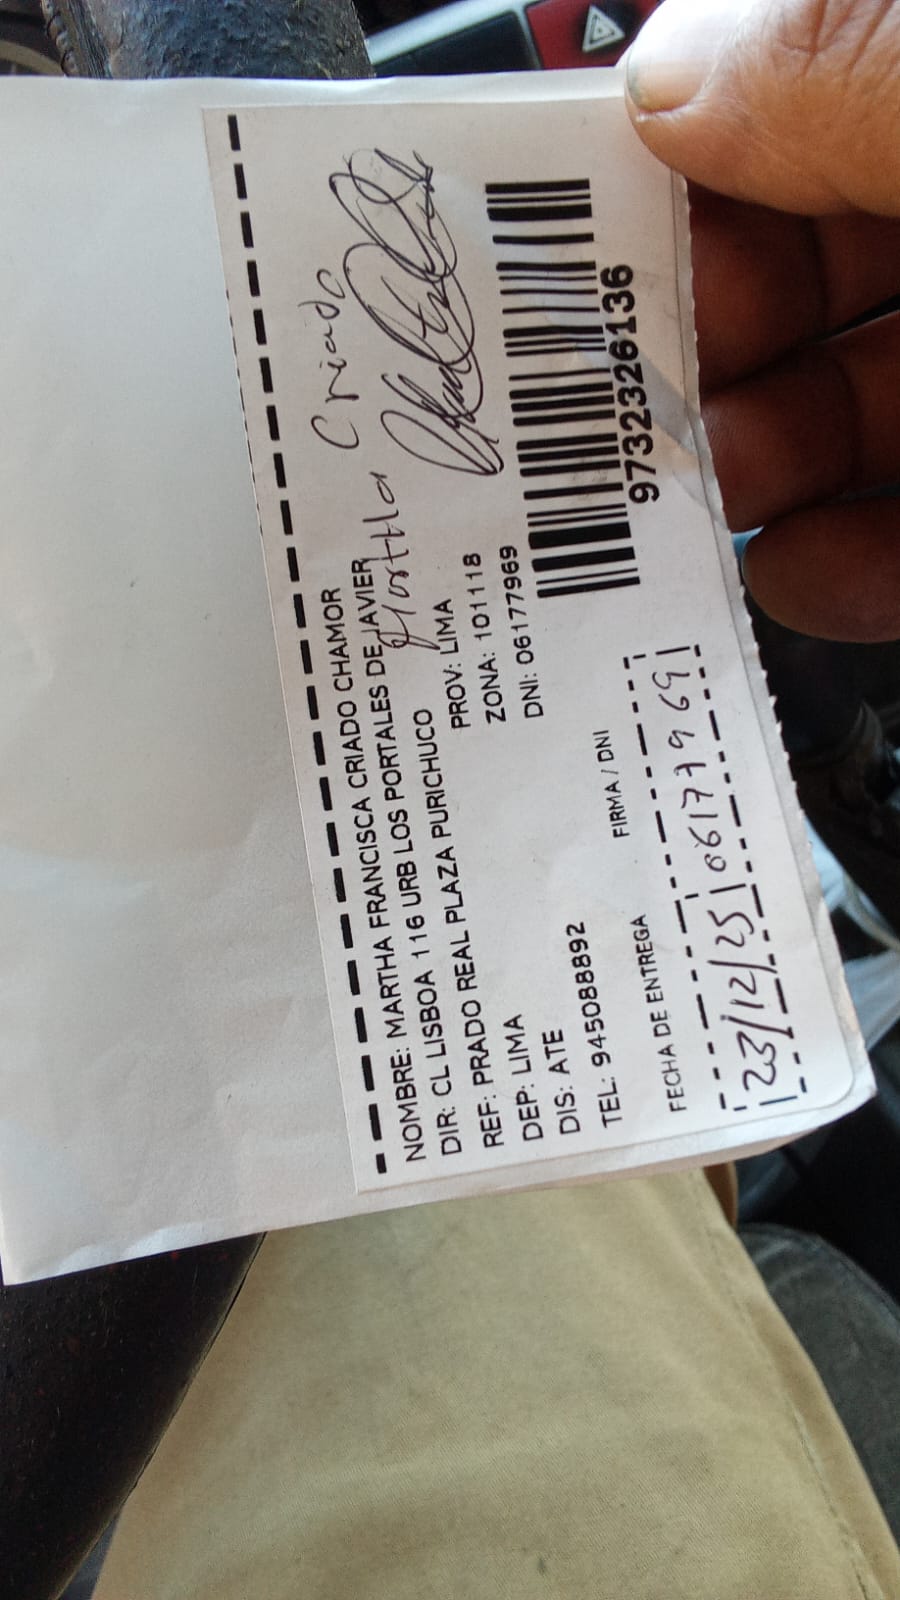 Criado
Martha
NOMBRE: MARTHA FRANCISCA CRIADO CHAMOR
DIR: CL LISBOA 116 URB LOS PORTALES DE JAVIER
REF: PRADO REAL PLAZA PURICHUCO
DEP: LIMA PROV: LIMA
DIS: ATE ZONA: 101118
TEL: 945088892 DNI: 06177969
9732326136
FECHA DE ENTREGA FIRMA / DNI
23/12/25 06177969